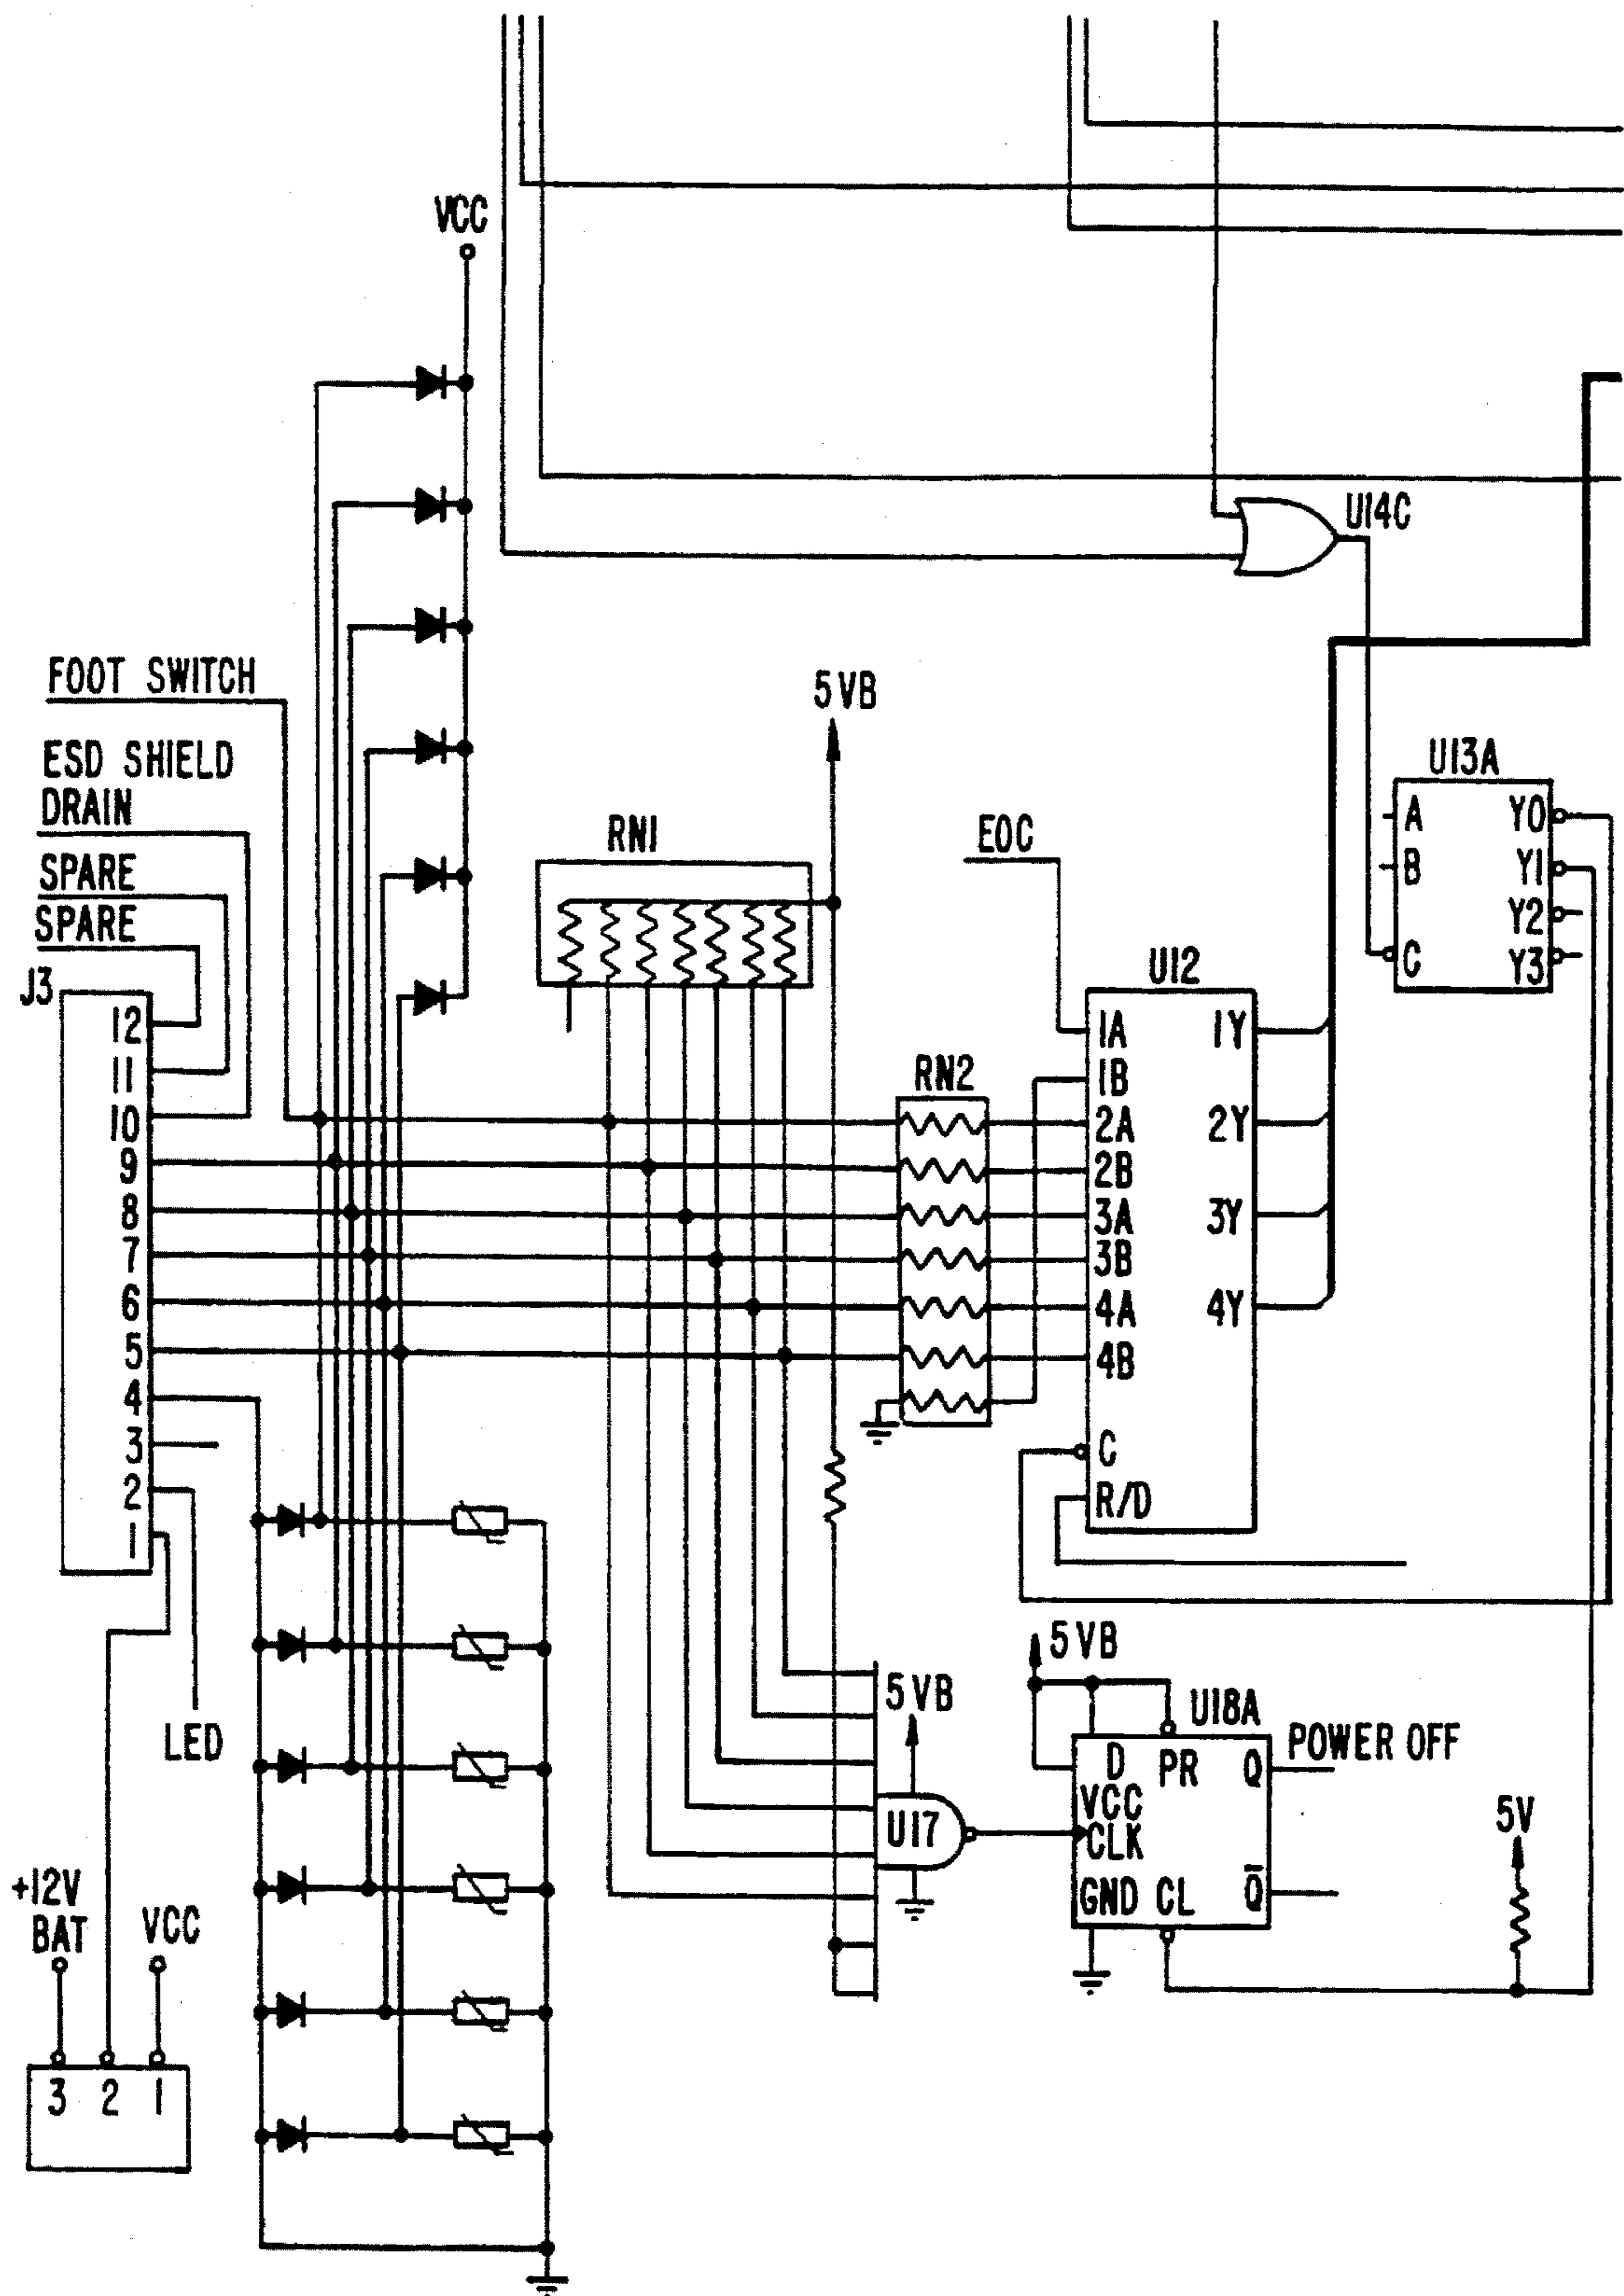 VCC
U14C
FOOT SWITCH
5VB
ESD SHIELD
DRAIN
U13A
A
Y0
B
Y1
Y2
C
Y3
RN1
EOC
SPARE
SPARE
J3
12
11
10
9
8
7
6
5
4
3
2
1
U12
1A
1Y
1B
2A
2Y
2B
3A
3Y
3B
4A
4Y
4B
C
R/D
RN2
LED
5VB
5VB
U18A
POWER OFF
D
PR
Q
VCC
CLK
U17
GND
CL
Q̅
5V
+12V
BAT
VCC
3
2
1